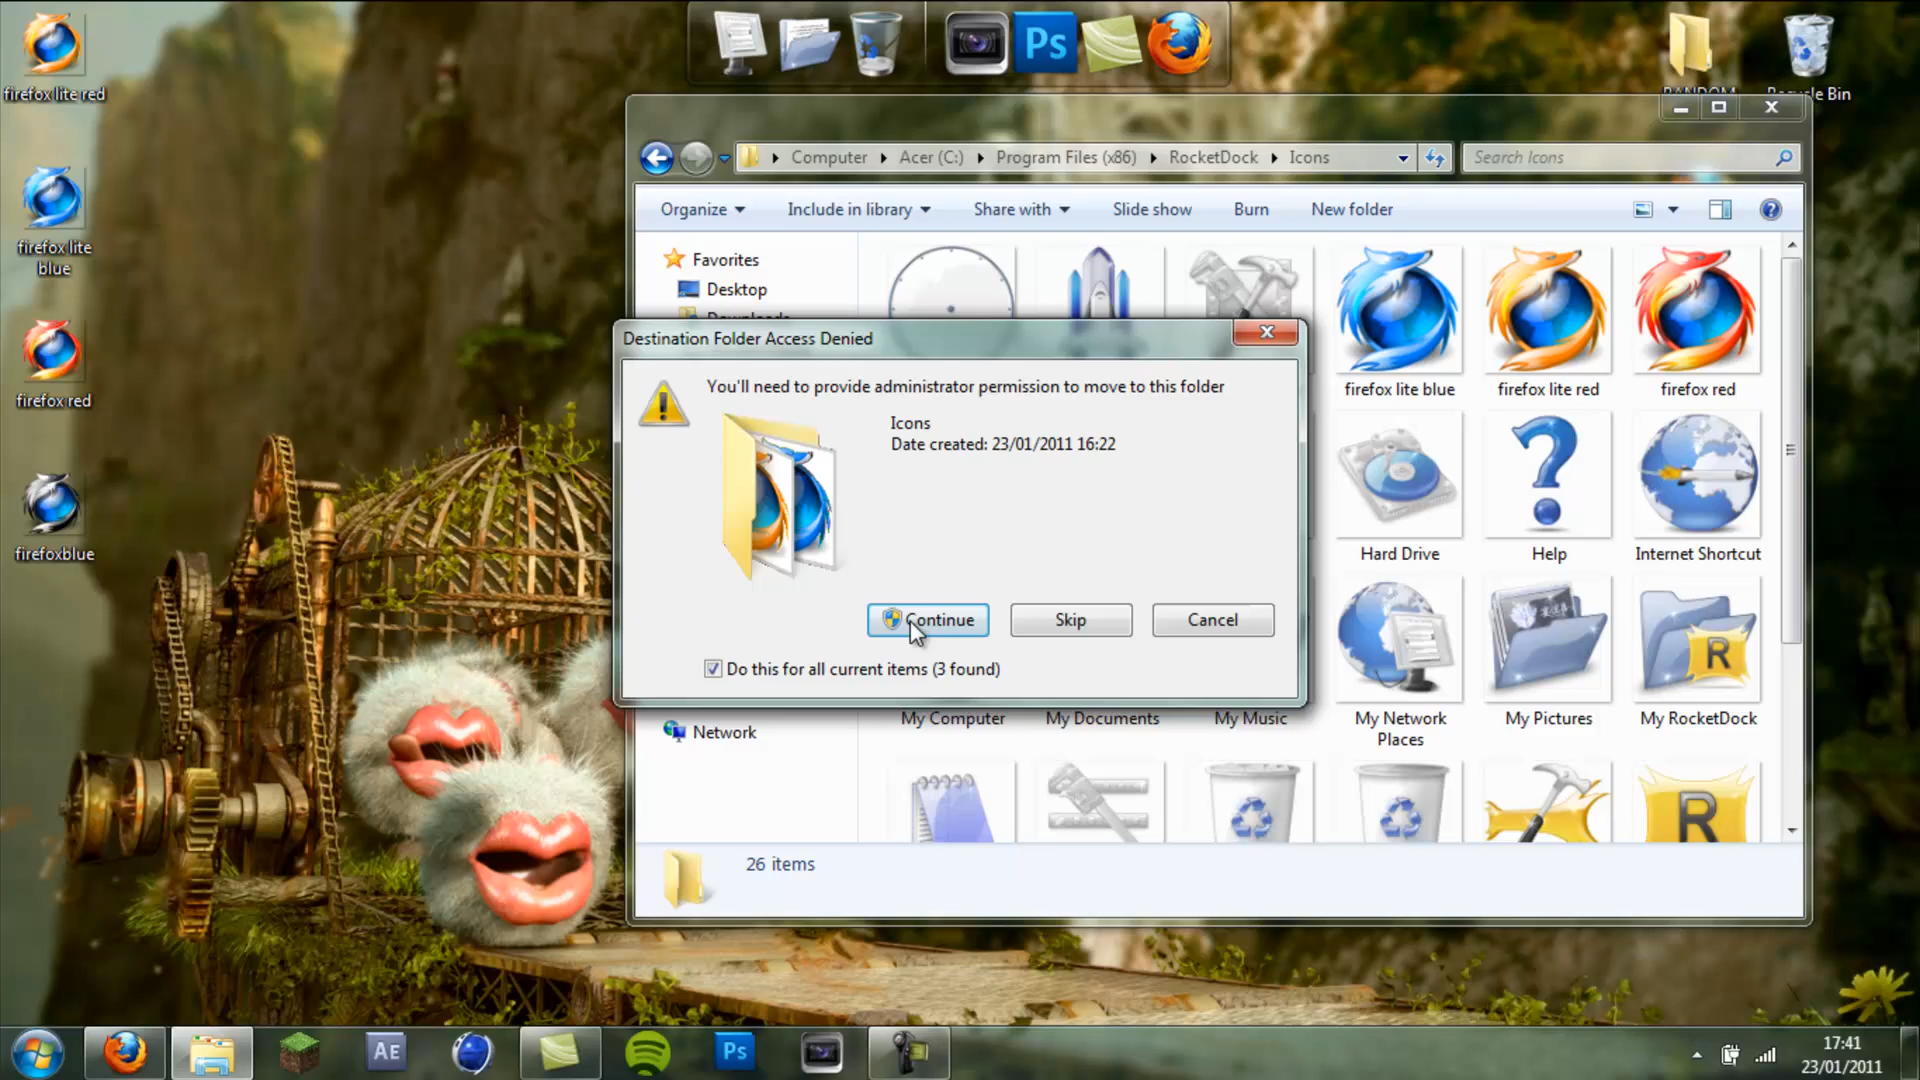 firefox lite red
firefox lite
blue
firefox red
firefoxblue
Ps
RANDOM
Recycle Bin
Computer
Acer (C:)
Program Files (x86)
RocketDock
Icons
Search Icons
Organize
Include in library
Share with
Slide show
Burn
New folder
Favorites
Desktop
Downloads
Network
firefox lite blue
firefox lite red
firefox red
Hard Drive
Help
Internet Shortcut
My Computer
My Documents
My Music
My Network
Places
My Pictures
My RocketDock
R
R
26 items
Destination Folder Access Denied
You'll need to provide administrator permission to move to this folder
Icons
Date created: 23/01/2011 16:22
Continue
Skip
Cancel
Do this for all current items (3 found)
AE
Ps
17:41
23/01/2011